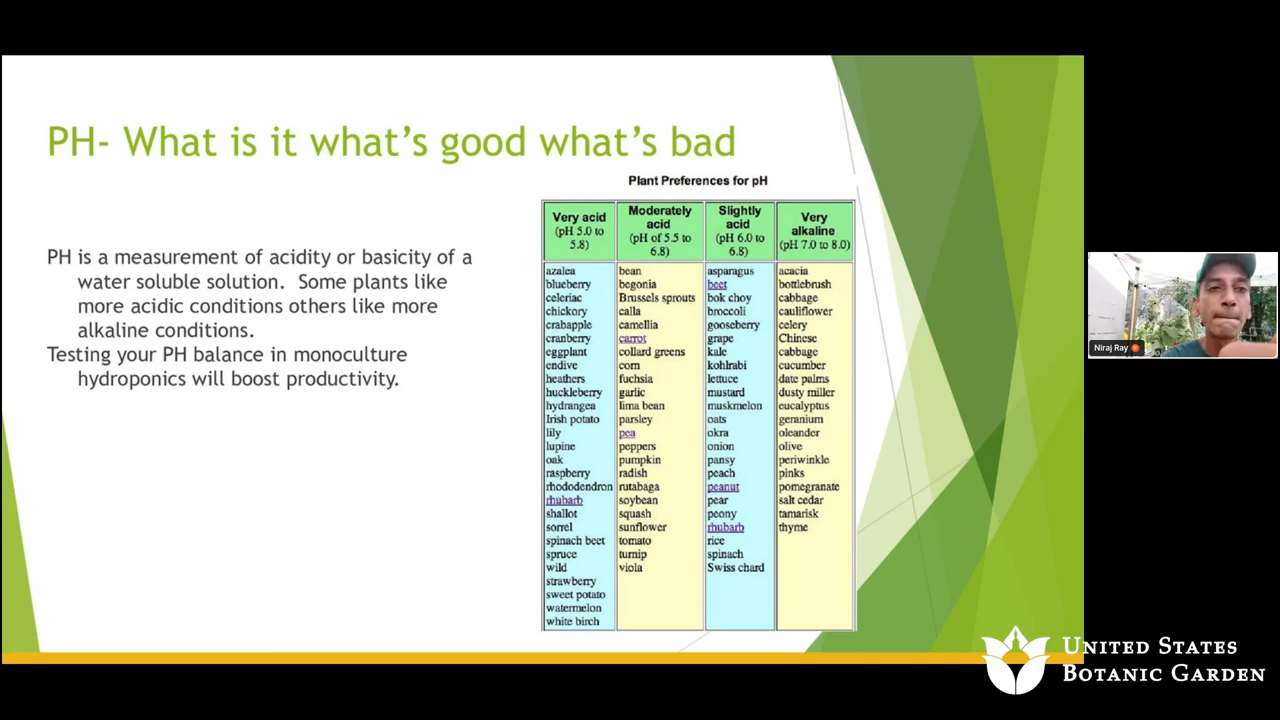 PH- What is it what's good what's bad
PH is a measurement of acidity or basicity of a
water soluble solution. Some plants like
more acidic conditions others like more
alkaline conditions.
Testing your PH balance in monoculture
hydroponics will boost productivity.
Plant Preferences for pH
Very acid
(pH 5.0 to
5.8)
azalea
blueberry
celeriac
chickory
crabapple
cranberry
eggplant
endive
heathers
huckleberry
hydrangea
Irish potato
lily
lupine
oak
raspberry
rhododendron
rhubarb
shallot
sorrel
spinach beet
spruce
wild
strawberry
sweet potato
watermelon
white birch
Moderately
acid
(pH of 5.5 to
6.8)
bean
begonia
Brussels sprouts
calla
camellia
carrot
collard greens
corn
fuchsia
garlic
lima bean
parsley
pea
peppers
pumpkin
radish
rutabaga
soybean
squash
sunflower
tomato
turnip
viola
Slightly
acid
(pH 6.0 to
6.8)
asparagus
beet
bok choy
broccoli
gooseberry
grape
kale
kohlrabi
lettuce
mustard
muskmelon
oats
okra
onion
pansy
peach
peanut
pear
peony
rhubarb
rice
spinach
Swiss chard
Very
alkaline
(pH 7.0 to 8.0)
acacia
bottlebrush
cabbage
cauliflower
celery
Chinese
cabbage
cucumber
date palms
dusty miller
eucalyptus
geranium
oleander
olive
periwinkle
pinks
pomegranate
salt cedar
tamarisk
thyme
Niraj Ray
UNITED STATES
BOTANIC GARDEN